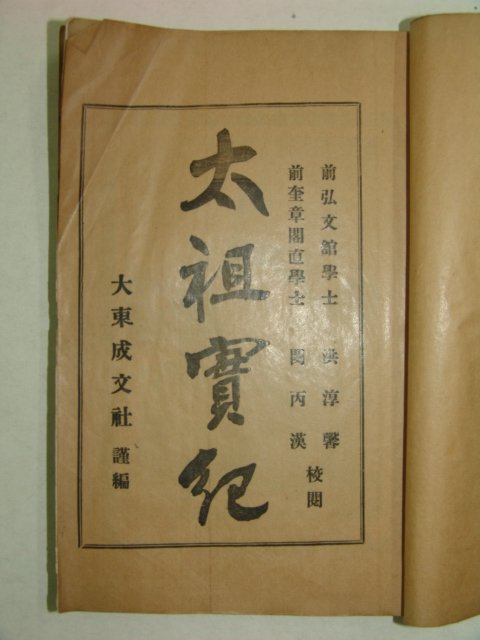 前弘文館學士 洪淳馨
前奎章閣直學士 閔丙漢
校閱
太祖實紀
大東成文社 謹編